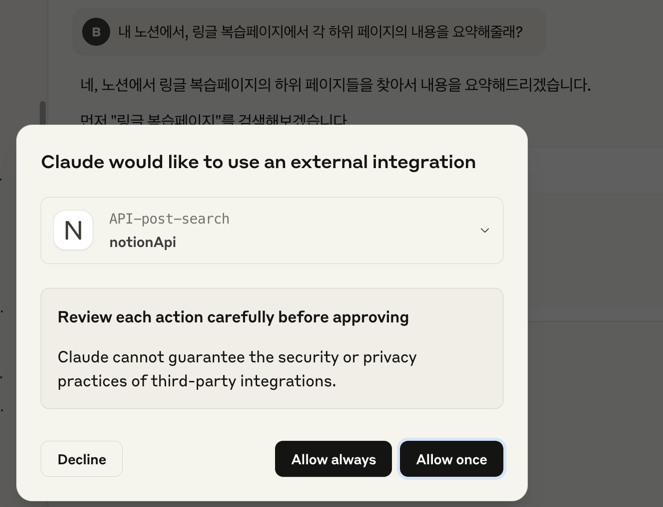 B
내 노션에서, 링글 복습페이지에서 각 하위 페이지의 내용을 요약해줄래?
네, 노션에서 링글 복습페이지의 하위 페이지들을 찾아서 내용을 요약해드리겠습니다.
먼저 "링글 복습페이지"를 검색해보겠습니다
Claude would like to use an external integration
N
API-post-search
notionApi
Review each action carefully before approving
Claude cannot guarantee the security or privacy
practices of third-party integrations.
Decline
Allow always
Allow once